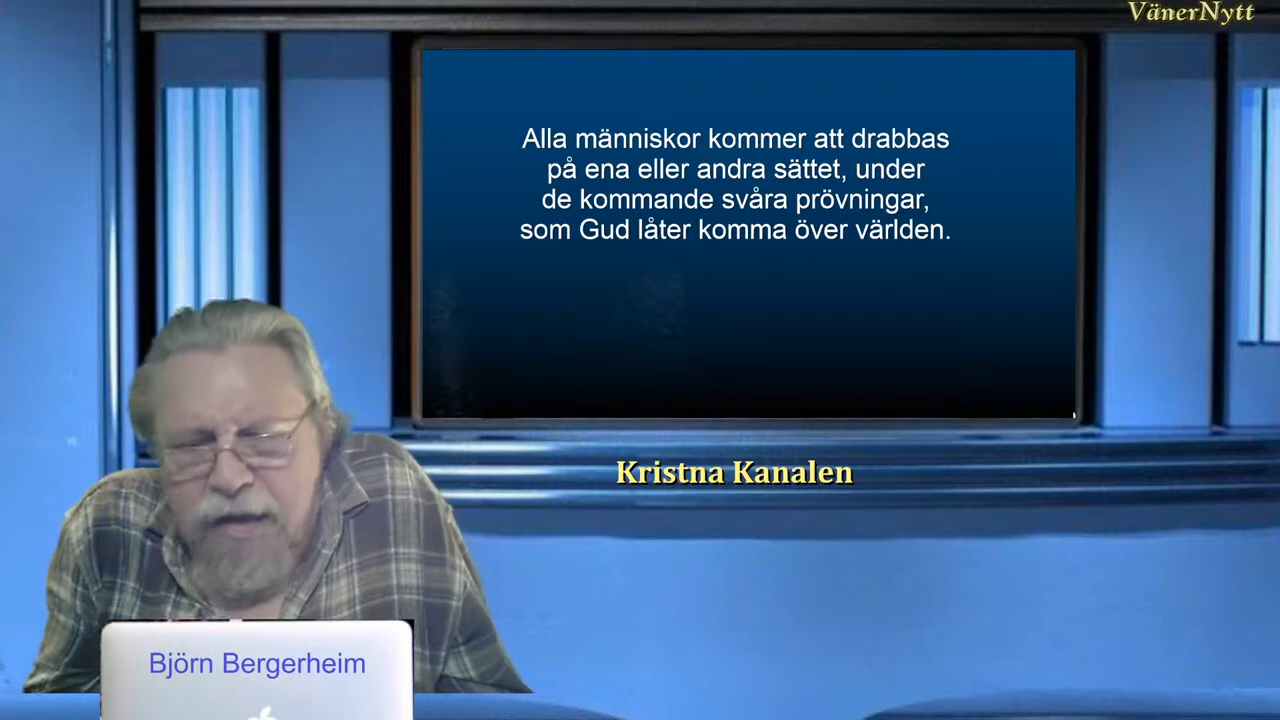 VänerNytt
Alla människor kommer att drabbas
på ena eller andra sättet, under
de kommande svåra prövningar,
som Gud låter komma över världen.
Kristna Kanalen
Björn Bergerheim